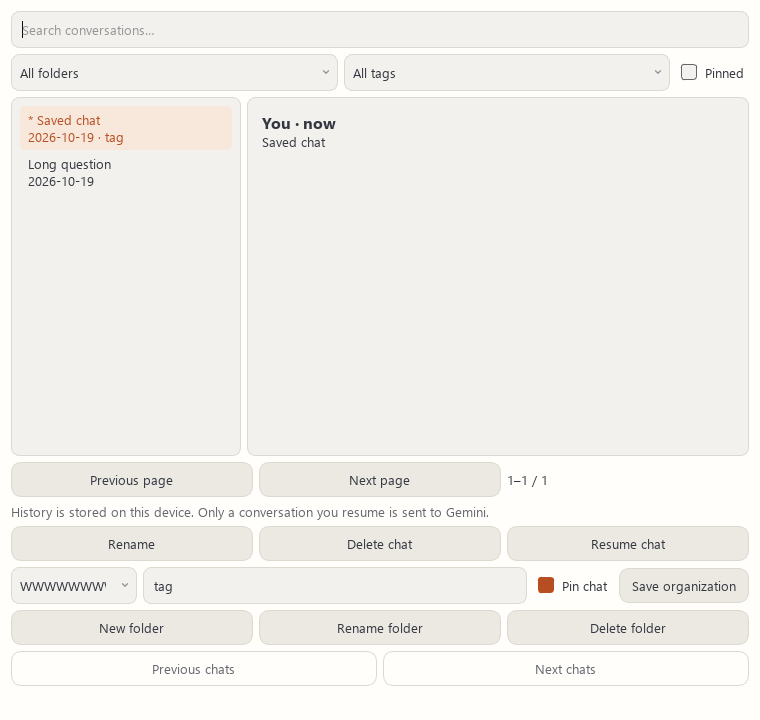 Search conversations...
All folders
All tags
Pinned
* Saved chat
2026-10-19 · tag
Long question
2026-10-19
You · now
Saved chat
Previous page
Next page
1–1 / 1
History is stored on this device. Only a conversation you resume is sent to Gemini.
Rename
Delete chat
Resume chat
tag
Pin chat
Save organization
New folder
Rename folder
Delete folder
Previous chats
Next chats